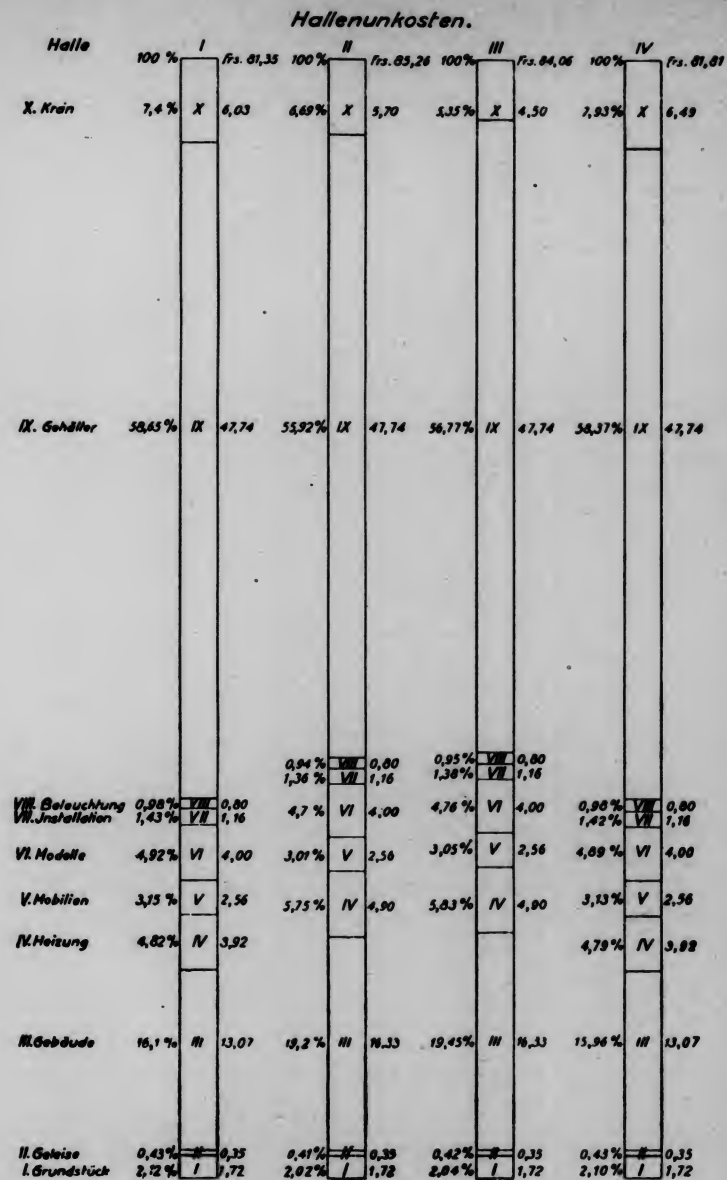 Hallenunkosten.
Halle I II III IV
100 % Frs. 81,35 100% Frs. 85,26 100% Frs. 84,06 100% Frs. 81,81
X. Kran 7,4 % X 6,03 6,69% X 5,70 5,35% X 4,50 7,93% X 6,49
IX. Gehälter 58,65% IX 47,74 55,92% IX 47,74 56,77% IX 47,74 58,37% IX 47,74
0,94 % VIII 0,80 0,95 % VIII 0,80
1,36 % VII 1,16 1,38% VII 1,16
VIII. Beleuchtung 0,98% VIII 0,80 0,98 % VIII 0,80
VII. Installation 1,43% VII 1,16 1,42% VII 1,16
4,7 % VI 4,00 4,76 % VI 4,00
VI. Modelle 4,92% VI 4,00 3,01% V 2,56 3,05% V 2,56 4,89 % VI 4,00
V. Mobilien 3,15 % V 2,56 5,75 % IV 4,90 5,83% IV 4,90 3,13% V 2,56
IV. Heizung 4,82% IV 3,92 4,79% IV 3,92
III. Gebäude 16,1 % III 13,07 19,2 % III 16,33 19,45% III 16,33 15,96% III 13,07
II. Geleise 0,43% II 0,35 0,41% II 0,35 0,42% II 0,35 0,43% II 0,35
I. Grundstück 2,12 % I 1,72 2,02% I 1,72 2,04% I 1,72 2,10% I 1,72